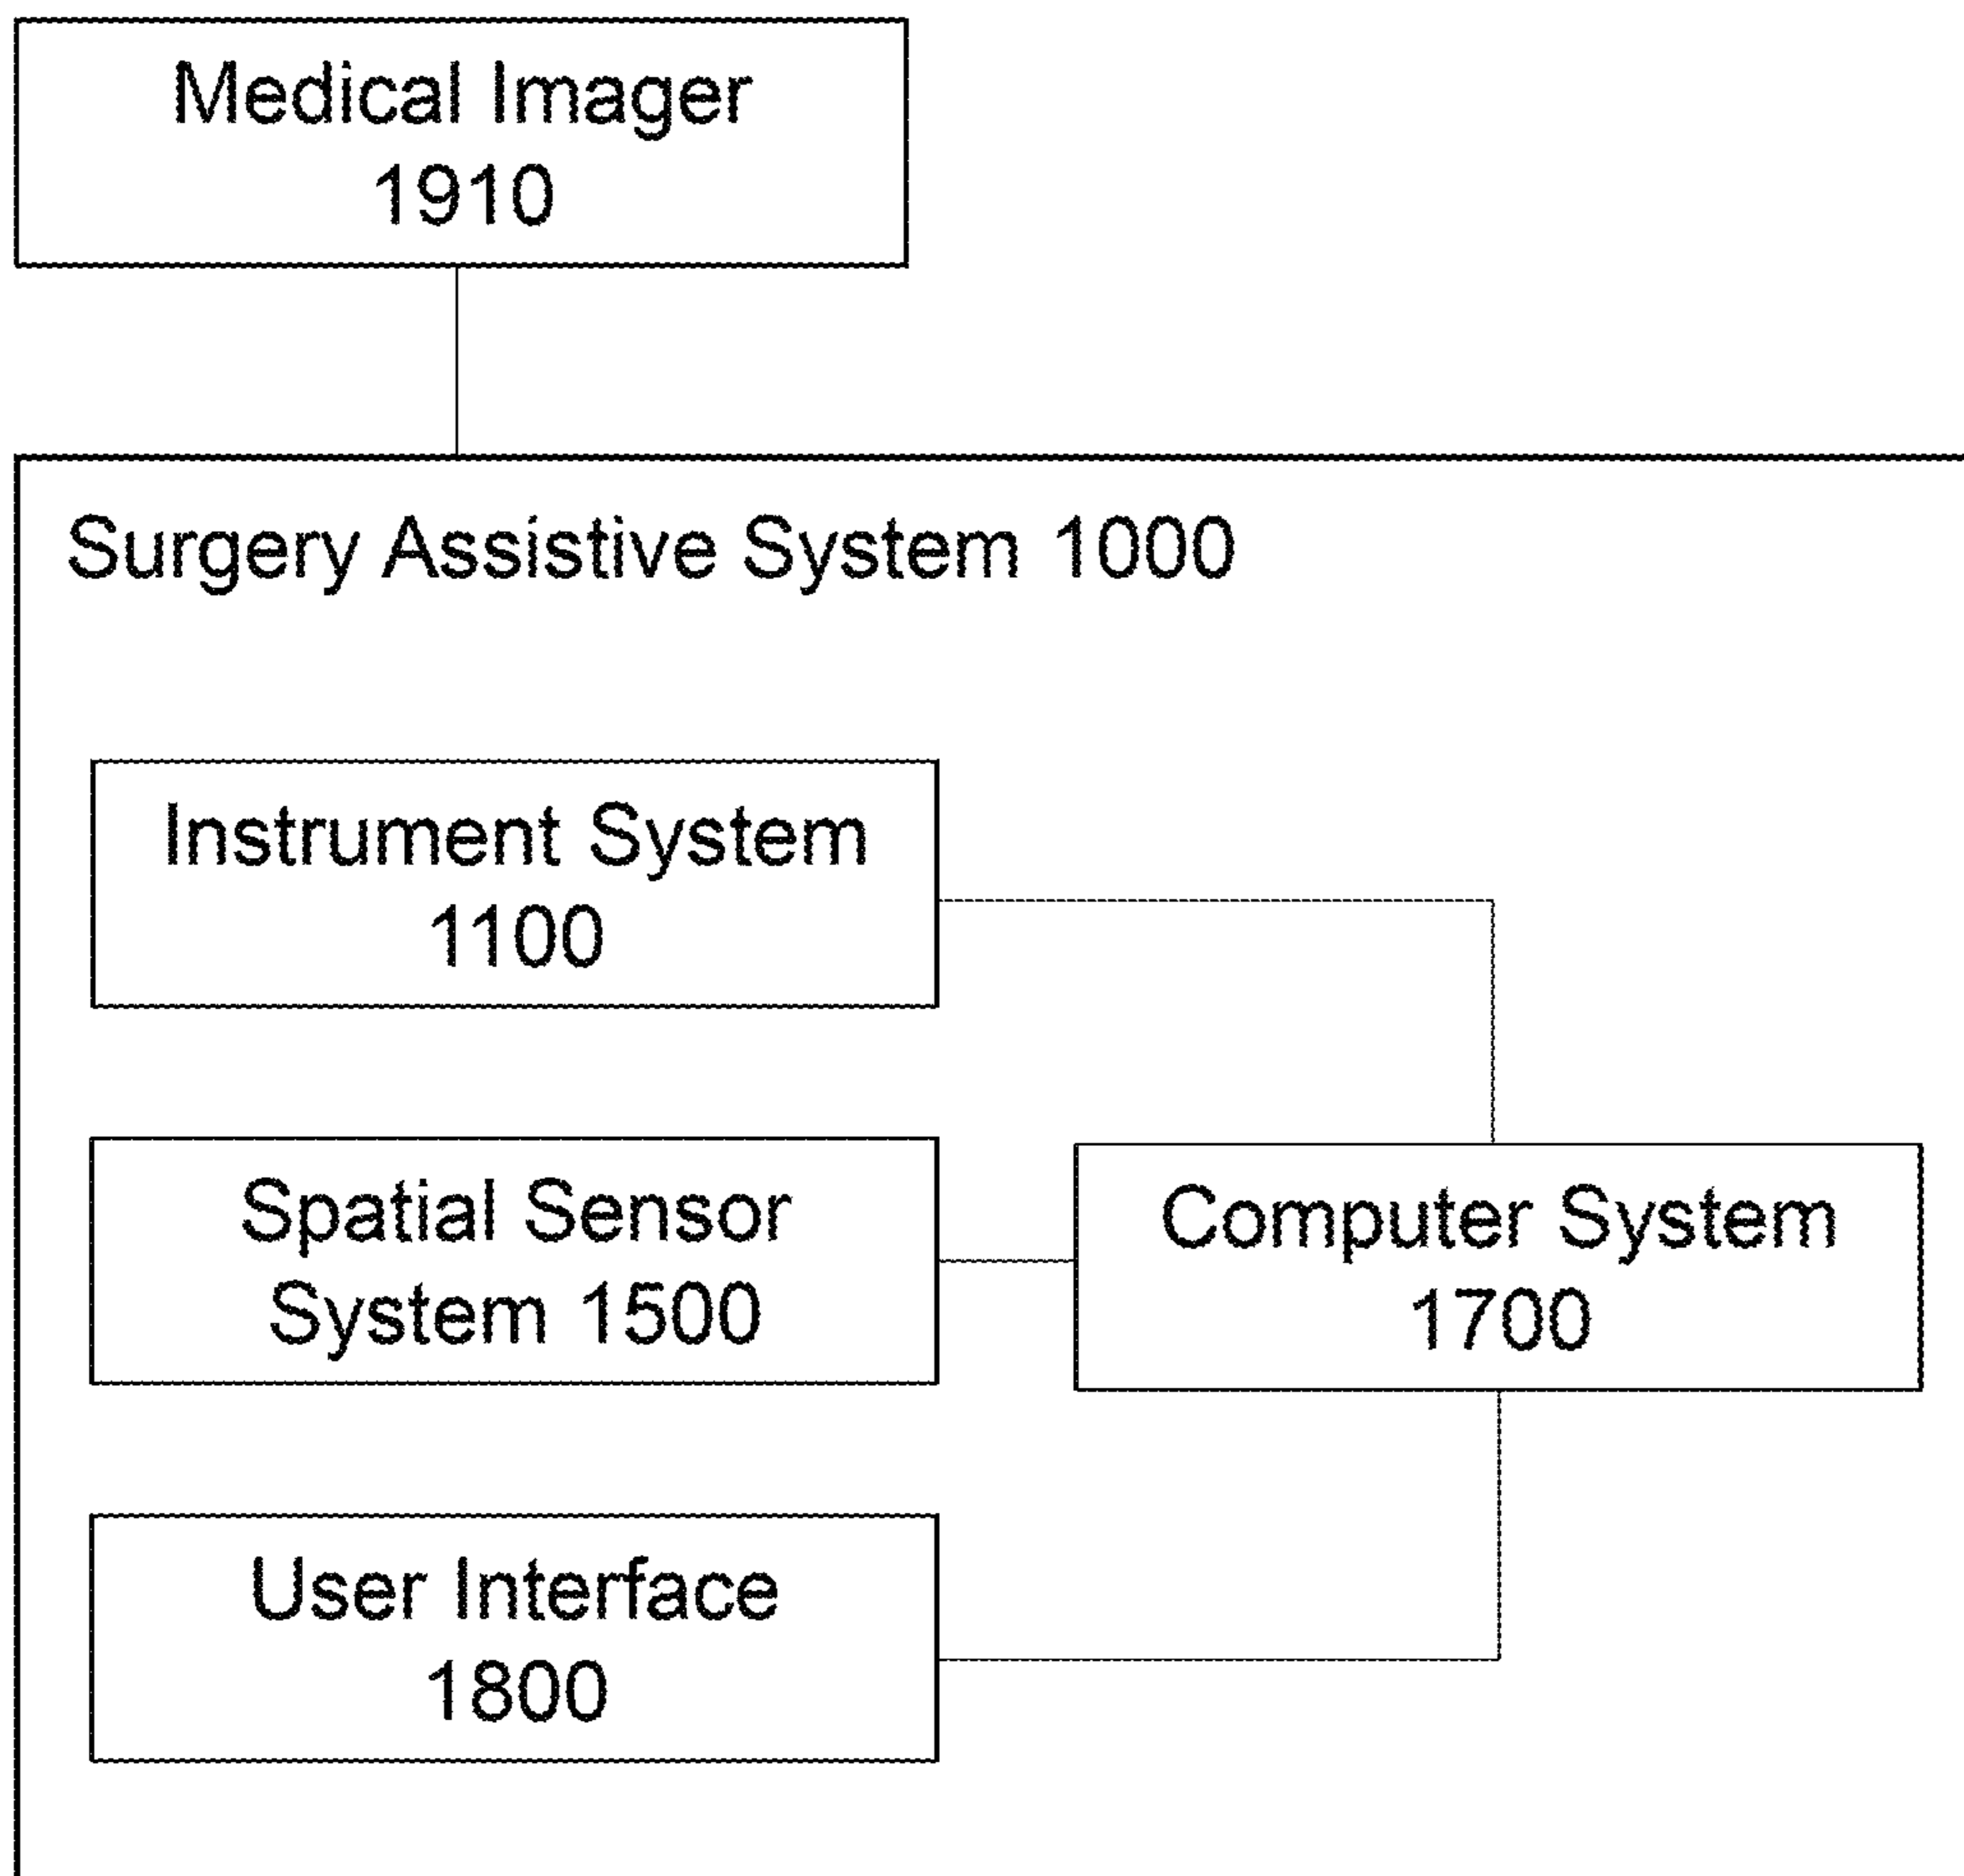 Medical Imager
1910
Surgery Assistive System 1000
Instrument System
1100
Spatial Sensor
System 1500
Computer System
1700
User Interface
1800